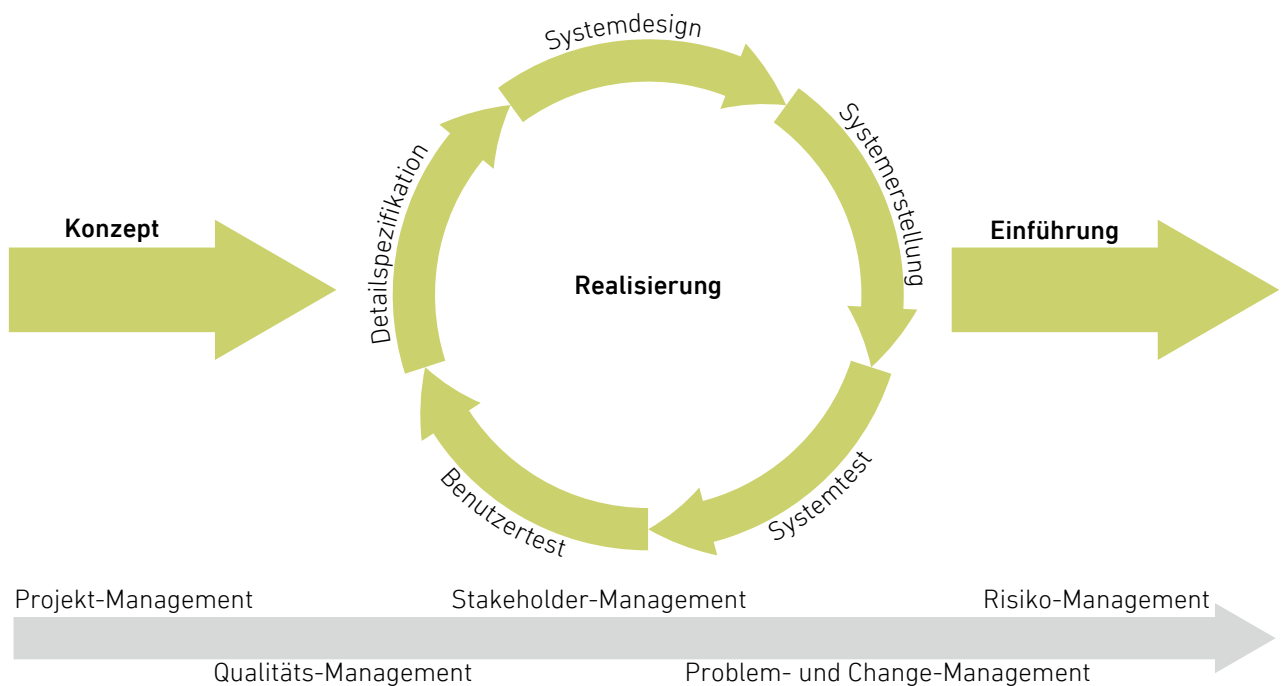 Konzept
Systemdesign
Detailspezifikation
Systemerstellung
Realisierung
Einführung
Benutzertest
Systemtest
Projekt-Management
Stakeholder-Management
Risiko-Management
Qualitäts-Management
Problem- und Change-Management